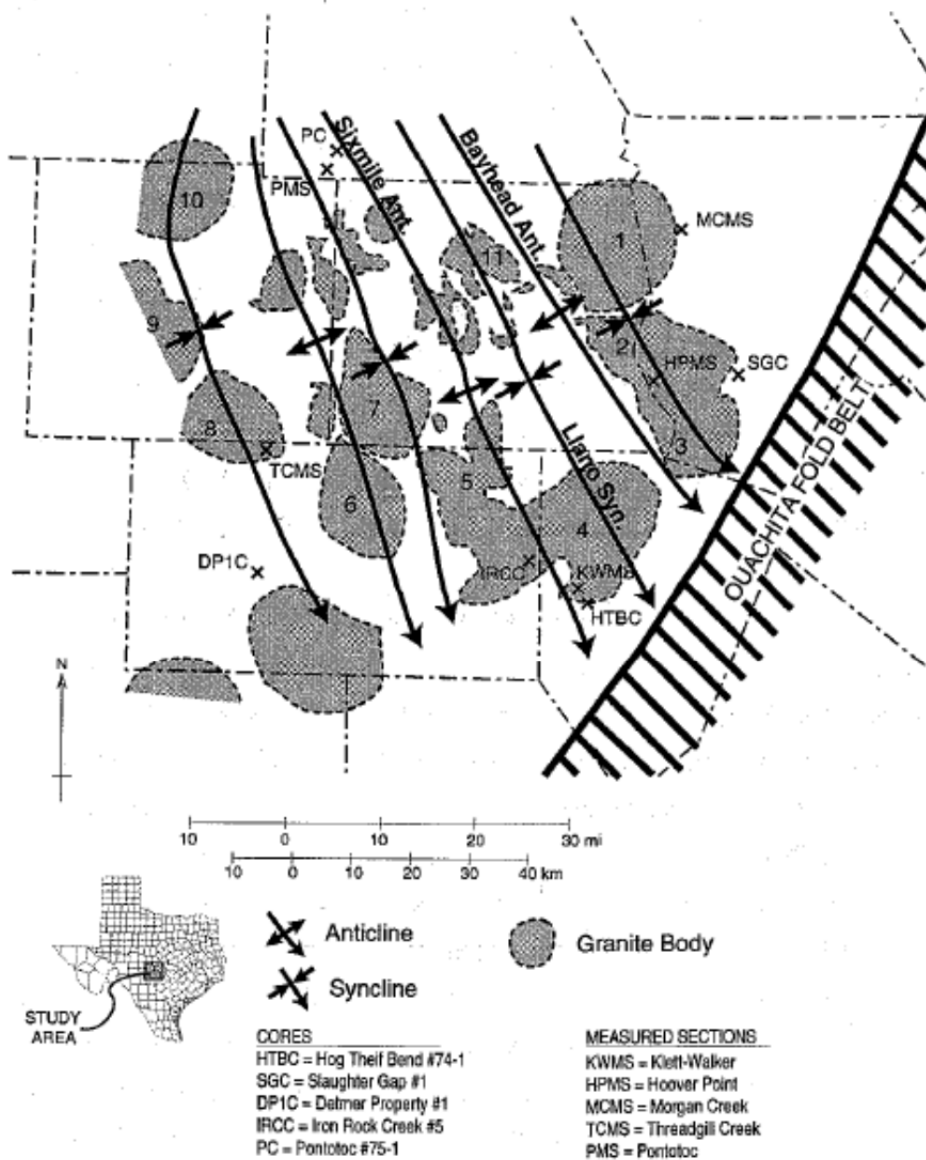 PC
Sixmile Ant.
Bayhead Ant.
10
PMS
MCMS
1
11
9
2
HPMS
SGC
7
8
3
TCMS
5
6
4
Llano Syn.
OUACHITA FOLD BELT
DP1C
IRCC
KWMS
HTBC
N
10 0 10 20 30 mi
10 0 10 20 30 40 km
Anticline
Granite Body
Syncline
STUDY
AREA
CORES
HTBC = Hog Theif Bend #74-1
SGC = Slaughter Gap #1
DP1C = Detmer Property #1
IRCC = Iron Rock Creek #5
PC = Pontotoc #75-1
MEASURED SECTIONS
KWMS = Klett-Walker
HPMS = Hoover Point
MCMS = Morgan Creek
TCMS = Threadgill Creek
PMS = Pontotoc